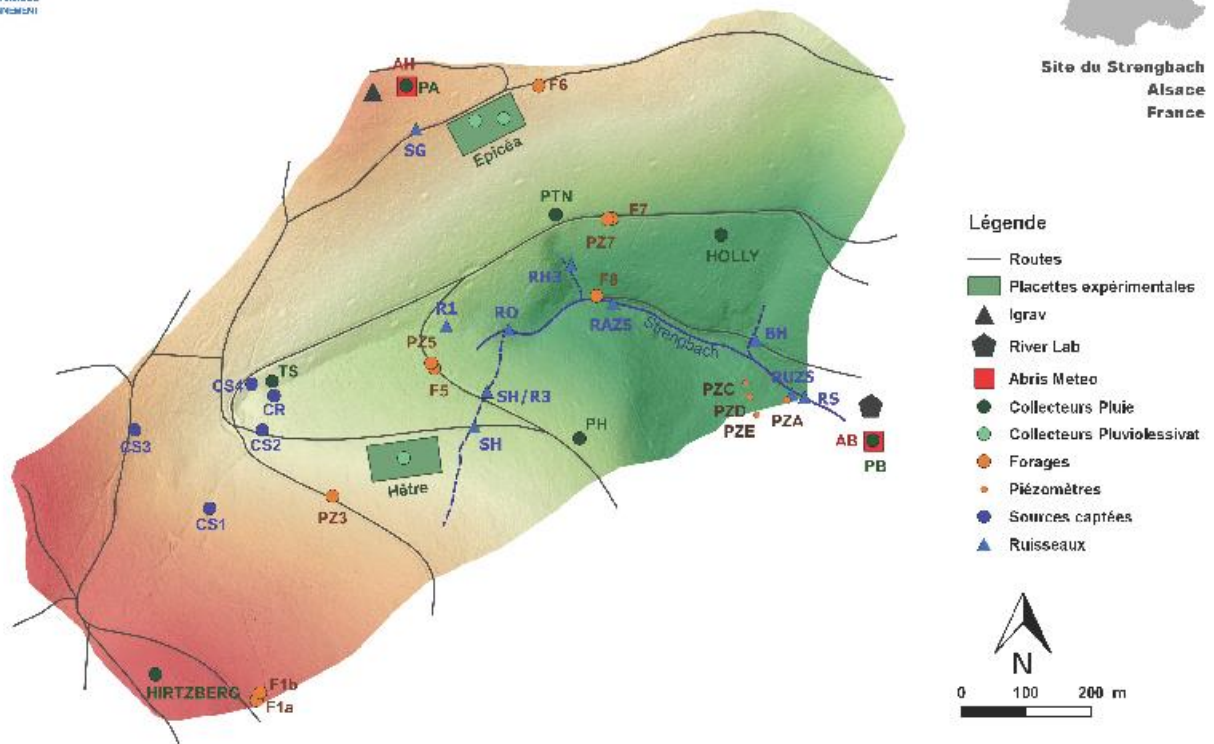 Site du Strengbach
Alsace
France
AH
PA
F6
SG
Epicéa
PTN
F7
PZ7
HOLLY
RH3
F8
R1
RO
RAZS
Strengbach
BH
PZ5
F5
TS
CS4
CR
CS3
CS2
SH/R3
SH
PH
PZC
PZD
PZE
PZA
RUZS
RS
AB
PB
Hêtre
PZ3
CS1
HIRTZBERG
F1b
F1a
Légende
Routes
Placettes expérimentales
Igrav
River Lab
Abris Meteo
Collecteurs Pluie
Collecteurs Pluviolessivat
Forages
Piézomètres
Sources captées
Ruisseaux
N
0 100 200 m